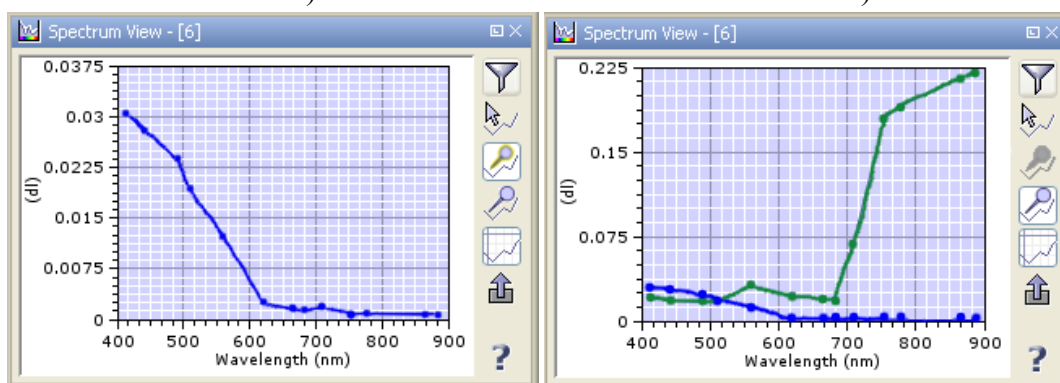 )
)
Spectrum View - [6]
0.0375
0.03
0.0225
0.015
0.0075
0
(dl)
400 500 600 700 800 900
Wavelength (nm)
?
Spectrum View - [6]
0.225
0.15
0.075
0
(dl)
400 500 600 700 800 900
Wavelength (nm)
?